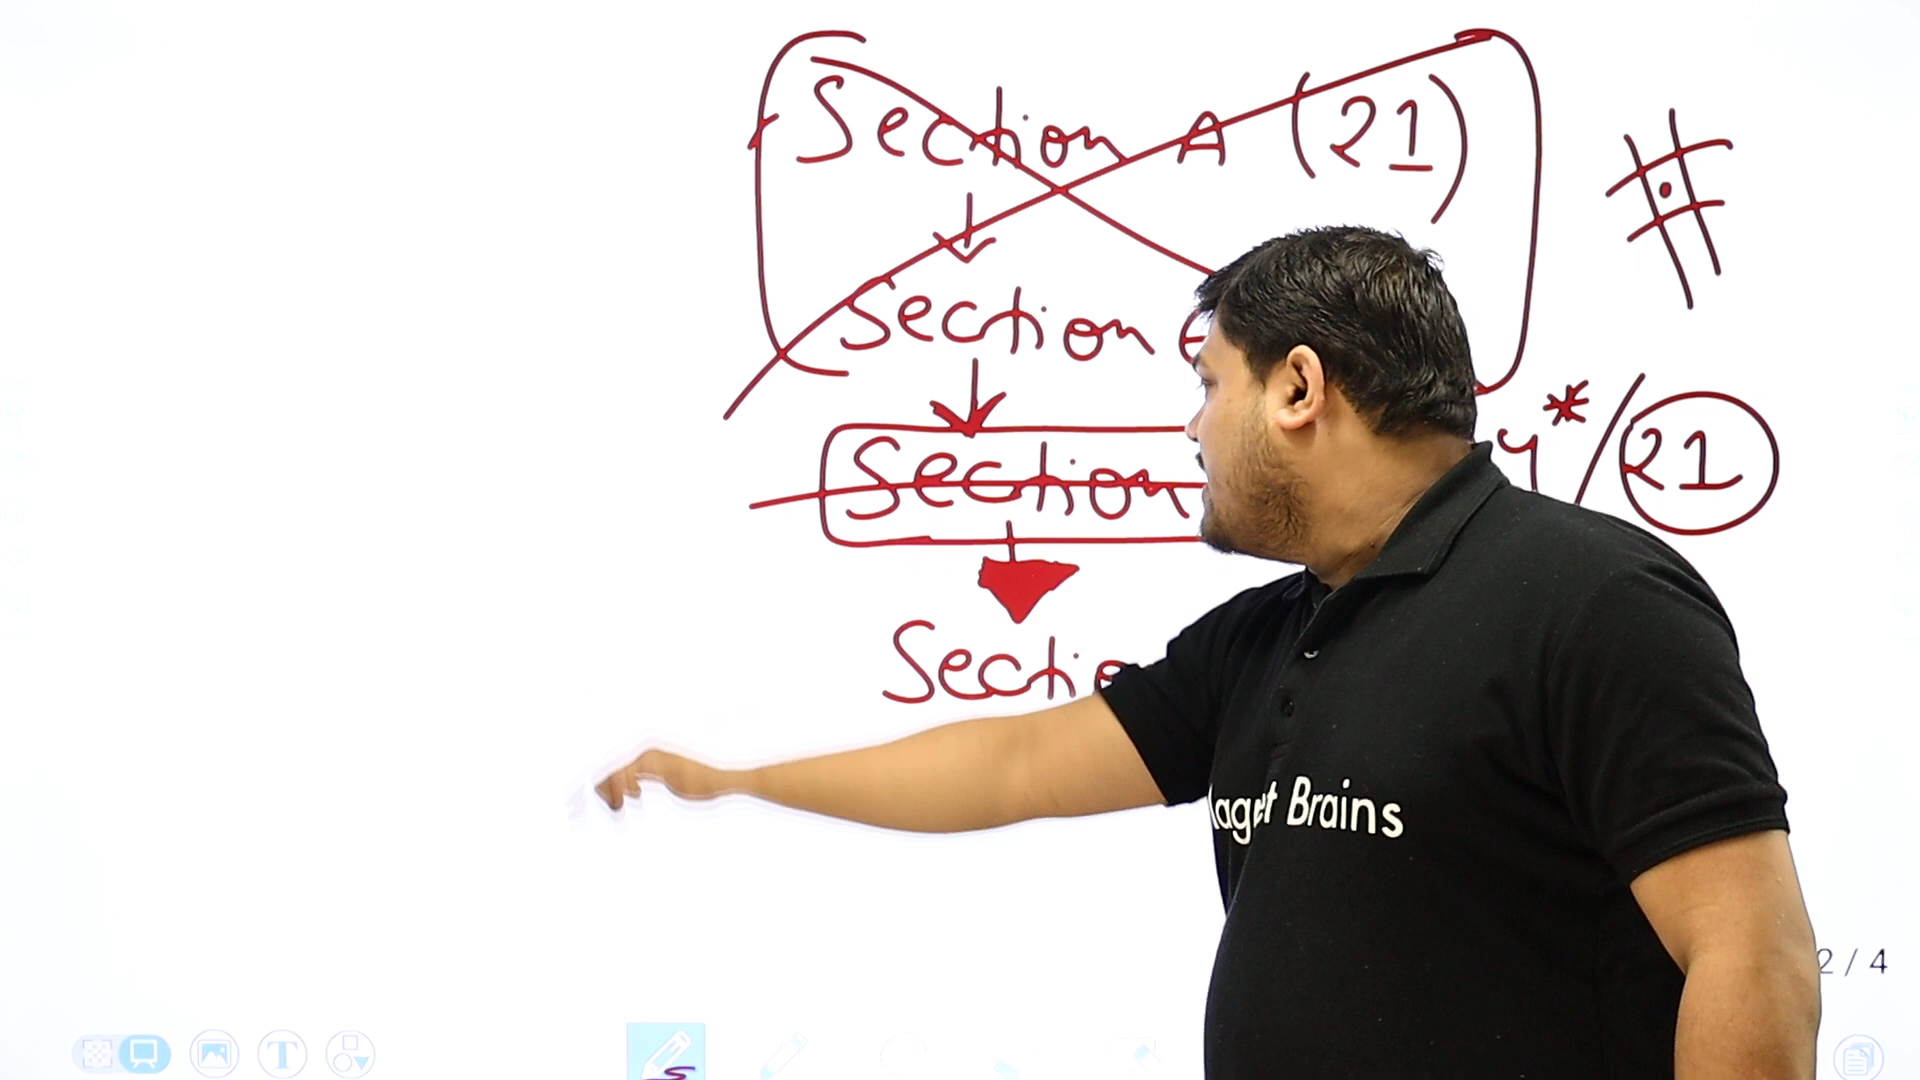 Section A (21)
#
Section
Section y*/21
Sectio
Brains
2 / 4
T